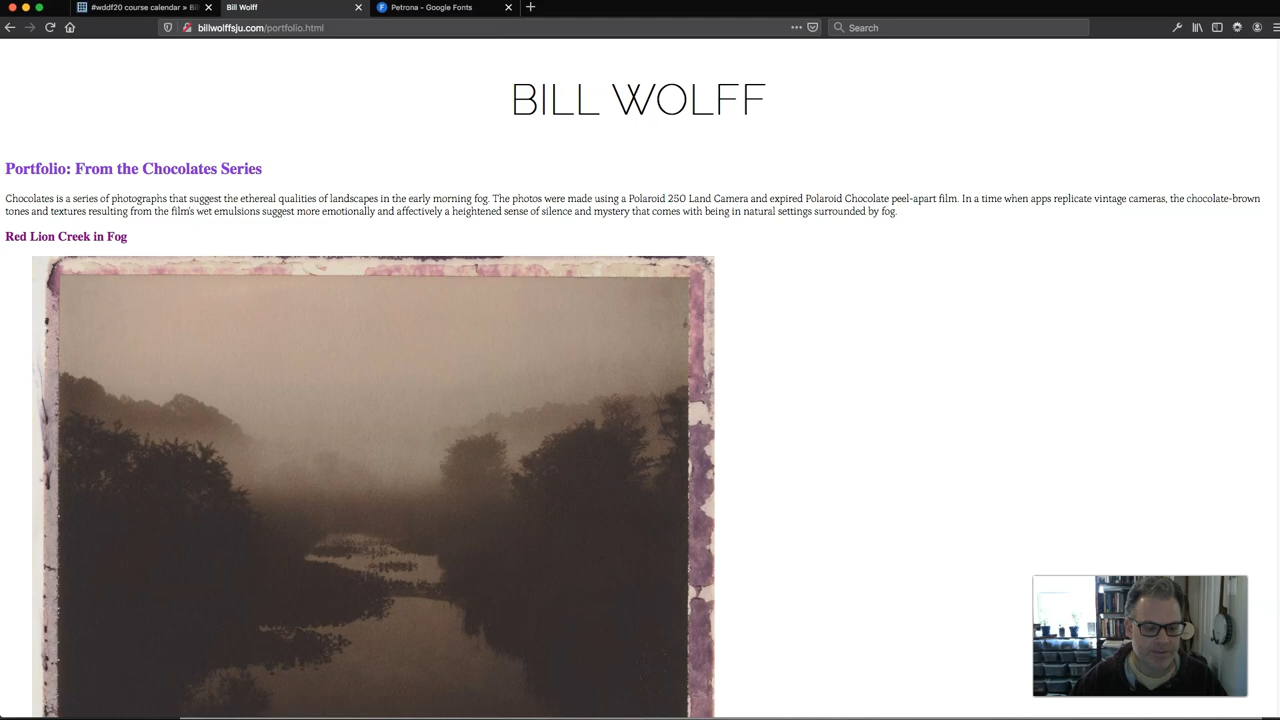 #wddf20 course calendar » Bil
Bill Wolff
Petrona - Google Fonts
billwolffsju.com/portfolio.html
Search
BILL WOLFF
Portfolio: From the Chocolates Series
Chocolates is a series of photographs that suggest the ethereal qualities of landscapes in the early morning fog. The photos were made using a Polaroid 250 Land Camera and expired Polaroid Chocolate peel-apart film. In a time when apps replicate vintage cameras, the chocolate-brown
tones and textures resulting from the film's wet emulsions suggest more emotionally and affectively a heightened sense of silence and mystery that comes with being in natural settings surrounded by fog.
Red Lion Creek in Fog